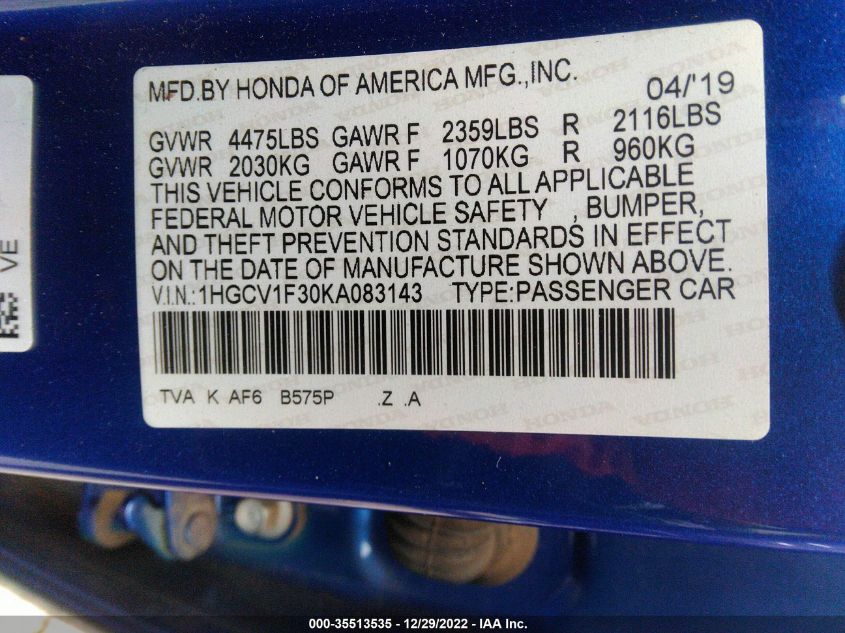 MFD.BY HONDA OF AMERICA MFG.,INC. 04/'19
GVWR 4475LBS GAWR F 2359LBS R 2116LBS
GVWR 2030KG GAWR F 1070KG R 960KG
THIS VEHICLE CONFORMS TO ALL APPLICABLE
FEDERAL MOTOR VEHICLE SAFETY , BUMPER,
AND THEFT PREVENTION STANDARDS IN EFFECT
ON THE DATE OF MANUFACTURE SHOWN ABOVE.
V.I.N.:1HGCV1F30KA083143 TYPE:PASSENGER CAR
TVA K AF6 B575P .Z .A
VE
000-35513535 - 12/29/2022 - IAA Inc.